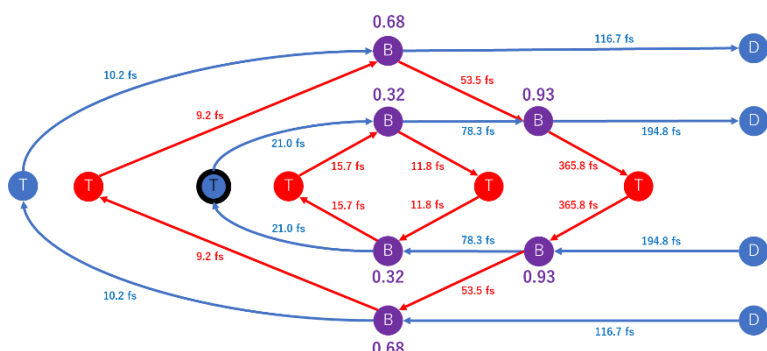 0.68
B
116.7 fs
D
10.2 fs
53.5 fs
0.32
0.93
9.2 fs
B
78.3 fs
B
194.8 fs
D
21.0 fs
15.7 fs
11.8 fs
365.8 fs
T
T
T
T
T
T
15.7 fs
11.8 fs
365.8 fs
21.0 fs
78.3 fs
194.8 fs
9.2 fs
B
B
D
0.32
0.93
10.2 fs
53.5 fs
116.7 fs
B
D
0.68